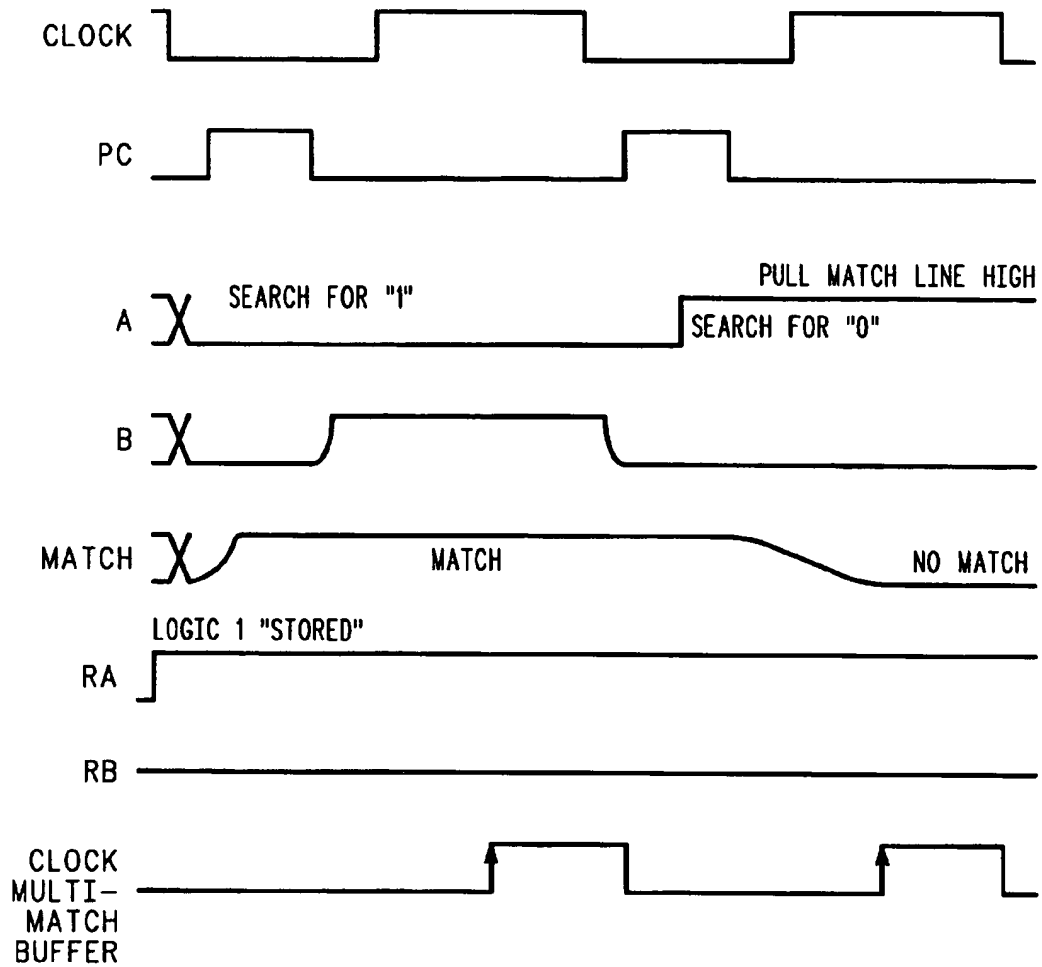 CLOCK
PC
PULL MATCH LINE HIGH
SEARCH FOR "1"
A
SEARCH FOR "0"
B
MATCH
MATCH
NO MATCH
LOGIC 1 "STORED"
RA
RB
CLOCK
MULTI-
MATCH
BUFFER